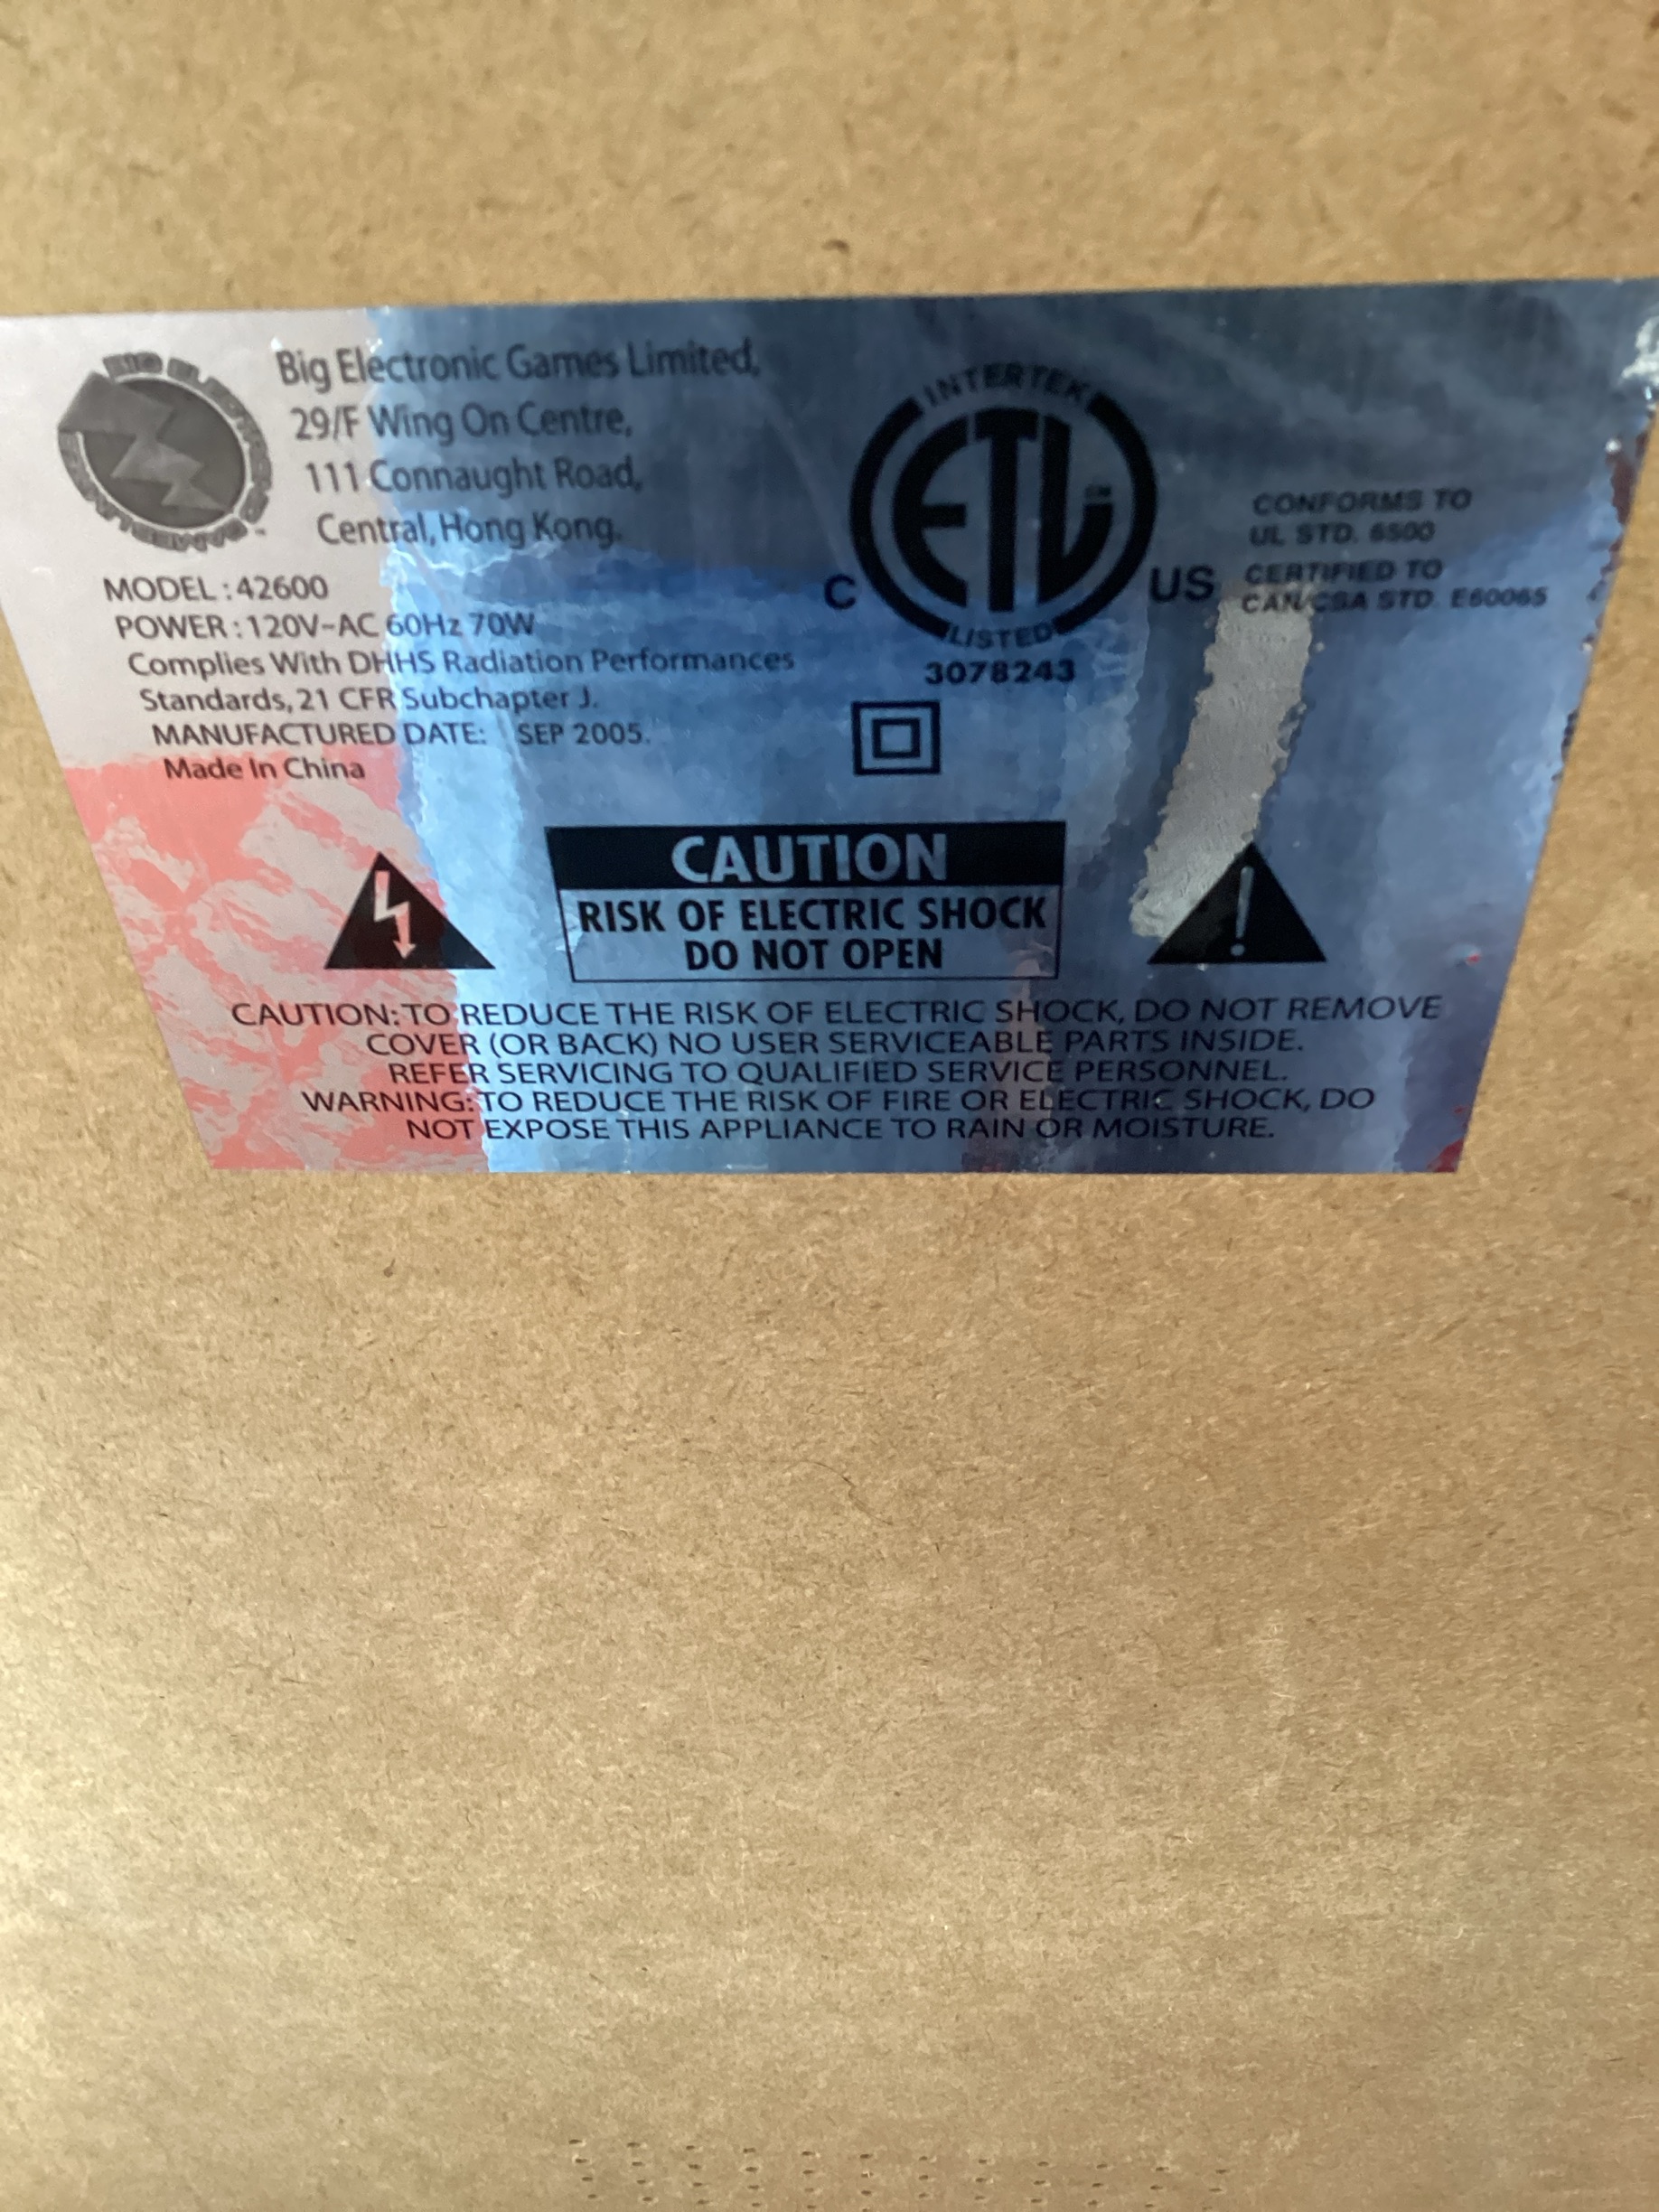 BIG ELECTRONIC GAMES
Big Electronic Games Limited,
29/F Wing On Centre,
111 Connaught Road,
Central, Hong Kong.
MODEL : 42600
POWER : 120V~AC 60Hz 70W
Complies With DHHS Radiation Performances
Standards, 21 CFR Subchapter J.
MANUFACTURED DATE: SEP 2005.
Made In China
INTERTEK
ETL
C US
LISTED
3078243
CONFORMS TO
UL STD. 6500
CERTIFIED TO
CAN/CSA STD. E60065
CAUTION
RISK OF ELECTRIC SHOCK
DO NOT OPEN
CAUTION: TO REDUCE THE RISK OF ELECTRIC SHOCK, DO NOT REMOVE
COVER (OR BACK) NO USER SERVICEABLE PARTS INSIDE.
REFER SERVICING TO QUALIFIED SERVICE PERSONNEL.
WARNING: TO REDUCE THE RISK OF FIRE OR ELECTRIC SHOCK, DO
NOT EXPOSE THIS APPLIANCE TO RAIN OR MOISTURE.